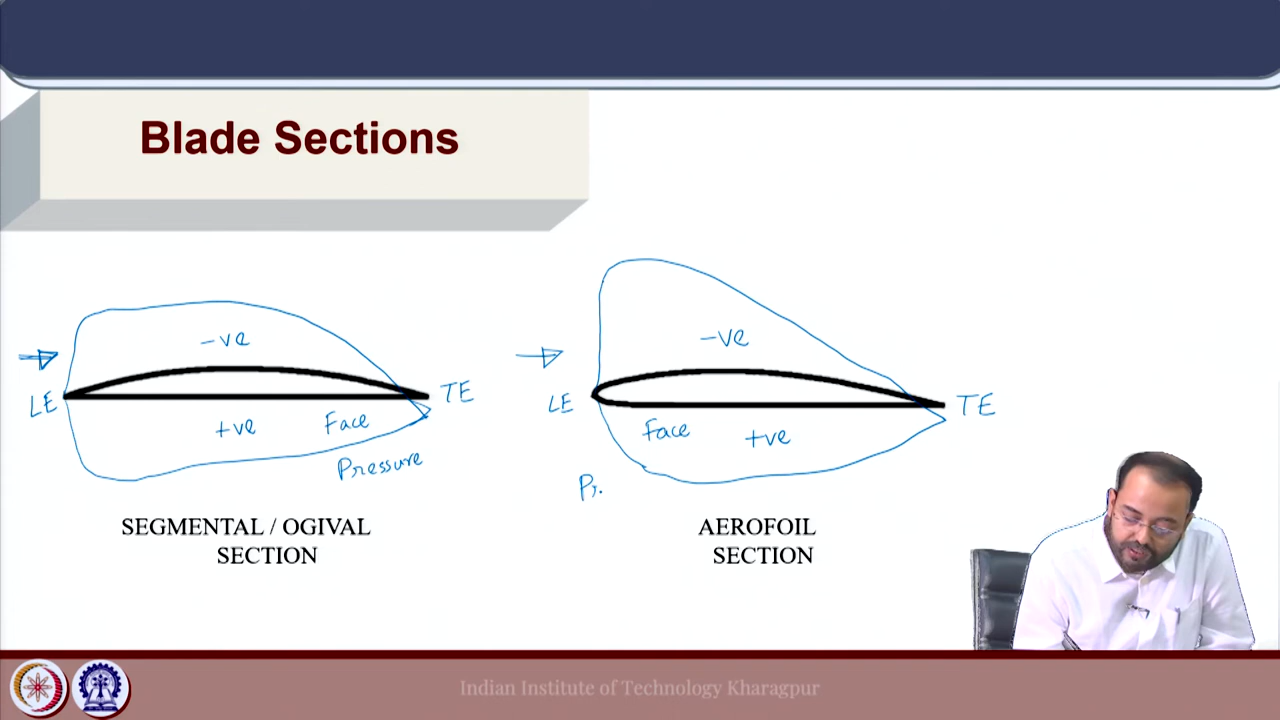 Blade Sections
-ve
LE
TE
+ve
Face
Pressure
SEGMENTAL / OGIVAL
SECTION
-ve
LE
TE
Face
+ve
Pr.
AEROFOIL
SECTION
Indian Institute of Technology Kharagpur